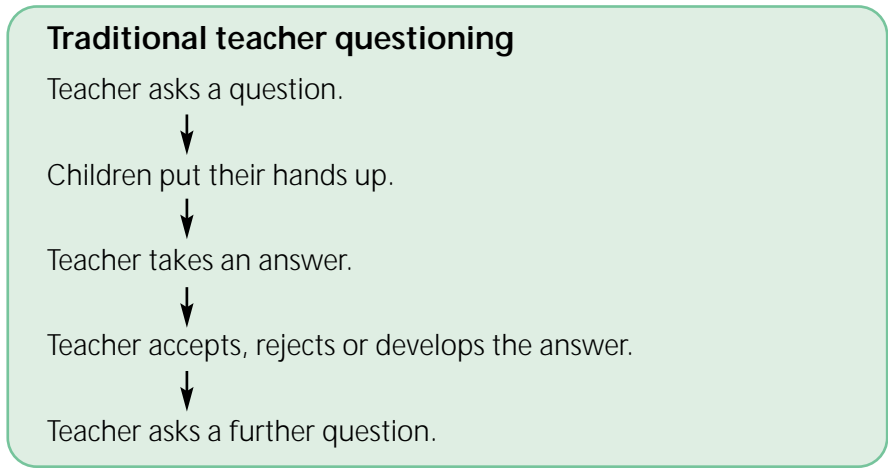 Traditional teacher questioning
Teacher asks a question.
Children put their hands up.
Teacher takes an answer.
Teacher accepts, rejects or develops the answer.
Teacher asks a further question.